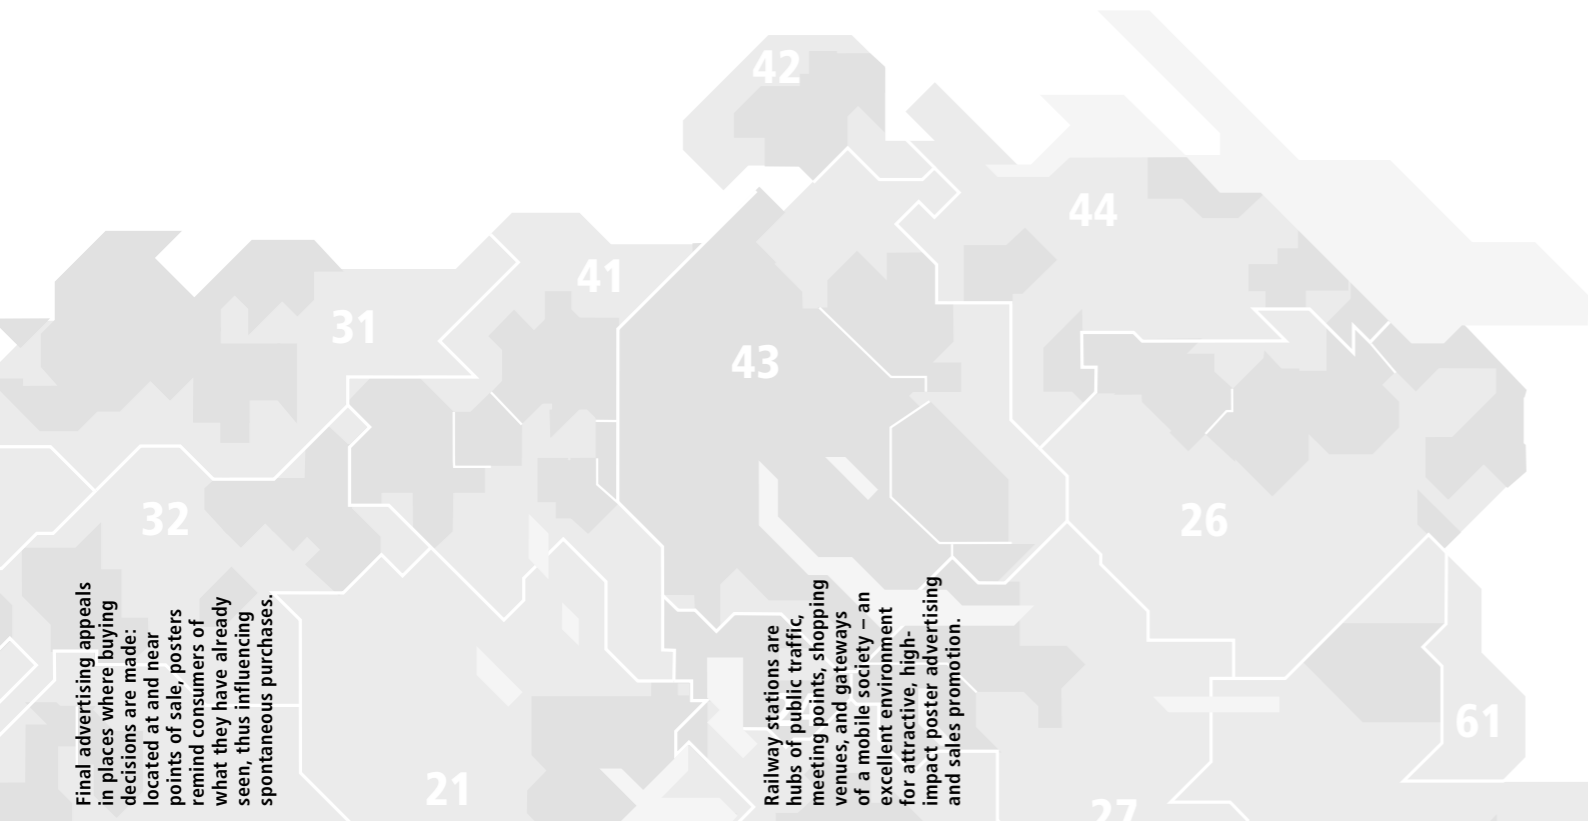 42
44
41
31
43
32
26
61
21
27
Final advertising appeals
in places where buying
decisions are made:
located at and near
points of sale, posters
remind consumers of
what they have already
seen, thus influencing
spontaneous purchases.
Railway stations are
hubs of public traffic,
meeting points, shopping
venues, and gateways
of a mobile society – an
excellent environment
for attractive, high-
impact poster advertising
and sales promotion.